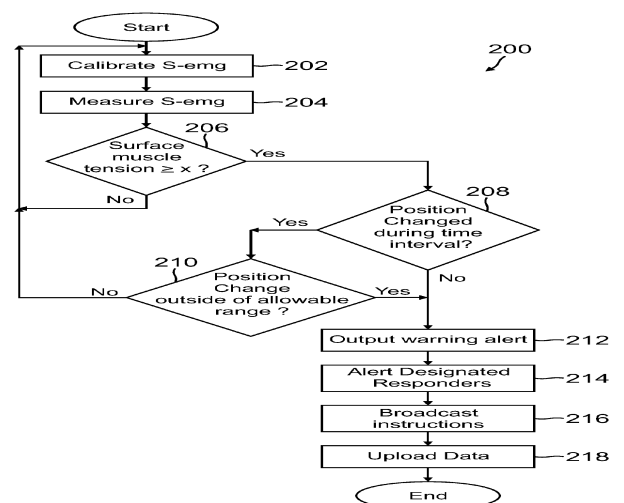 Start
200
Calibrate S-emg
202
Measure S-emg
204
206
Surface
muscle
tension ≥ x ?
Yes
No
208
Position
Changed
during time
interval?
Yes
No
210
Position
Change
outside of allowable
range ?
No
Yes
Output warning alert
212
Alert Designated
Responders
214
Broadcast
instructions
216
Upload Data
218
End